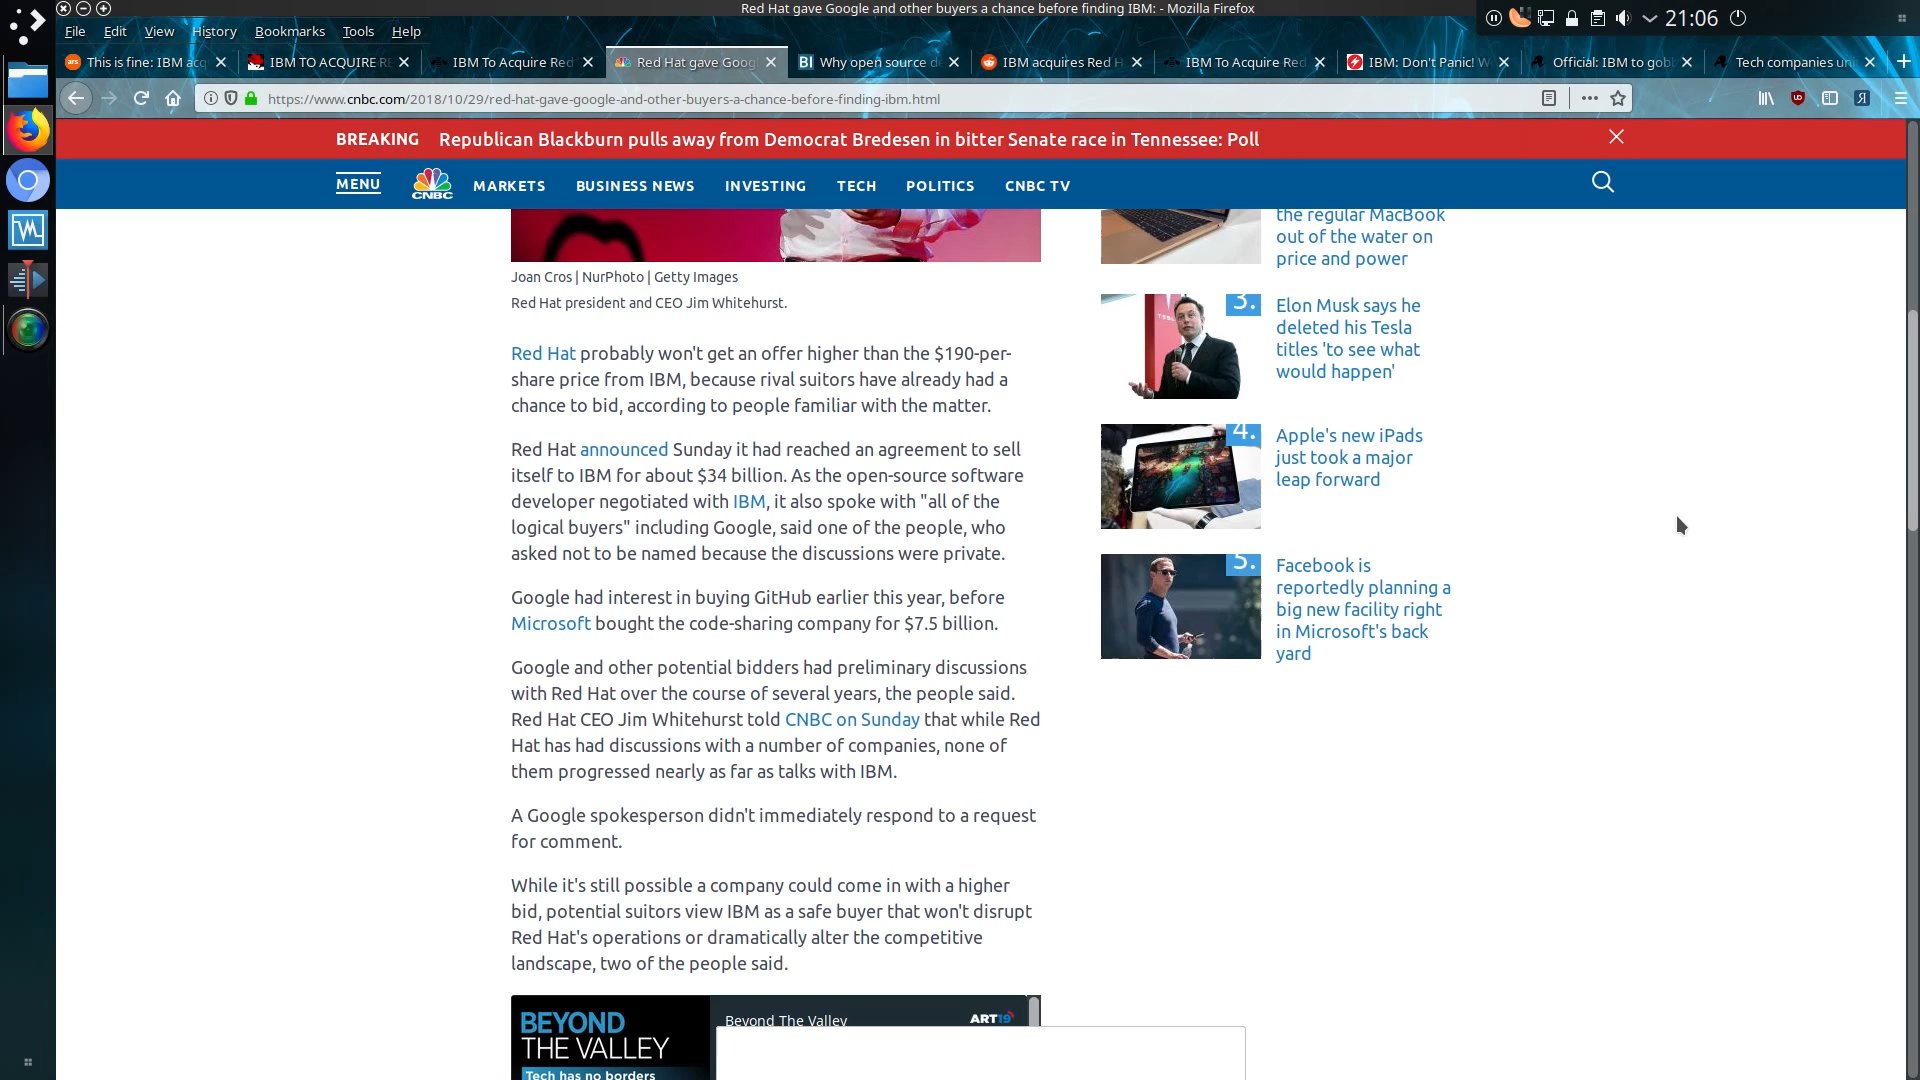 Red Hat gave Google and other buyers a chance before finding IBM: - Mozilla Firefox
21:06
File Edit View History Bookmarks Tools Help
This is fine: IBM acq
IBM TO ACQUIRE RE
IBM To Acquire Red
Red Hat gave Goog
Why open source d
IBM acquires Red H
IBM To Acquire Red
IBM: Don't Panic! W
Official: IBM to gobb
Tech companies uni
https://www.cnbc.com/2018/10/29/red-hat-gave-google-and-other-buyers-a-chance-before-finding-ibm.html
BREAKING Republican Blackburn pulls away from Democrat Bredesen in bitter Senate race in Tennessee: Poll
MENU CNBC MARKETS BUSINESS NEWS INVESTING TECH POLITICS CNBC TV
Joan Cros | NurPhoto | Getty Images
Red Hat president and CEO Jim Whitehurst.
Red Hat probably won't get an offer higher than the $190-per-
share price from IBM, because rival suitors have already had a
chance to bid, according to people familiar with the matter.
Red Hat announced Sunday it had reached an agreement to sell
itself to IBM for about $34 billion. As the open-source software
developer negotiated with IBM, it also spoke with "all of the
logical buyers" including Google, said one of the people, who
asked not to be named because the discussions were private.
Google had interest in buying GitHub earlier this year, before
Microsoft bought the code-sharing company for $7.5 billion.
Google and other potential bidders had preliminary discussions
with Red Hat over the course of several years, the people said.
Red Hat CEO Jim Whitehurst told CNBC on Sunday that while Red
Hat has had discussions with a number of companies, none of
them progressed nearly as far as talks with IBM.
A Google spokesperson didn't immediately respond to a request
for comment.
While it's still possible a company could come in with a higher
bid, potential suitors view IBM as a safe buyer that won't disrupt
Red Hat's operations or dramatically alter the competitive
landscape, two of the people said.
BEYOND
THE VALLEY
Tech has no borders
Beyond The Valley
ART19
the regular MacBook
out of the water on
price and power
3.
Elon Musk says he
deleted his Tesla
titles 'to see what
would happen'
4.
Apple's new iPads
just took a major
leap forward
5.
Facebook is
reportedly planning a
big new facility right
in Microsoft's back
yard